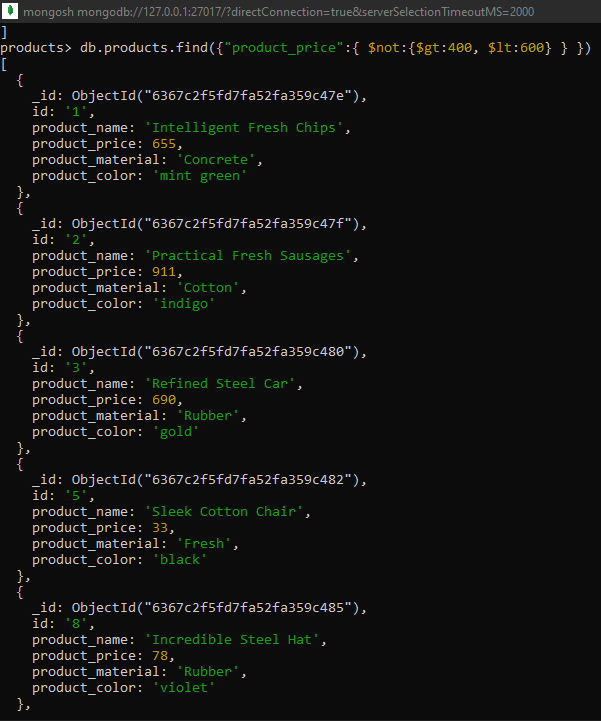 mongosh mongodb://127.0.0.1:27017/?directConnection=true&serverSelectionTimeoutMS=2000
]
products> db.products.find({"product_price":{ $not:{$gt:400, $lt:600} } })
[
  {
    _id: ObjectId("6367c2f5fd7fa52fa359c47e"),
    id: '1',
    product_name: 'Intelligent Fresh Chips',
    product_price: 655,
    product_material: 'Concrete',
    product_color: 'mint green'
  },
  {
    _id: ObjectId("6367c2f5fd7fa52fa359c47f"),
    id: '2',
    product_name: 'Practical Fresh Sausages',
    product_price: 911,
    product_material: 'Cotton',
    product_color: 'indigo'
  },
  {
    _id: ObjectId("6367c2f5fd7fa52fa359c480"),
    id: '3',
    product_name: 'Refined Steel Car',
    product_price: 690,
    product_material: 'Rubber',
    product_color: 'gold'
  },
  {
    _id: ObjectId("6367c2f5fd7fa52fa359c482"),
    id: '5',
    product_name: 'Sleek Cotton Chair',
    product_price: 33,
    product_material: 'Fresh',
    product_color: 'black'
  },
  {
    _id: ObjectId("6367c2f5fd7fa52fa359c485"),
    id: '8',
    product_name: 'Incredible Steel Hat',
    product_price: 78,
    product_material: 'Rubber',
    product_color: 'violet'
  },